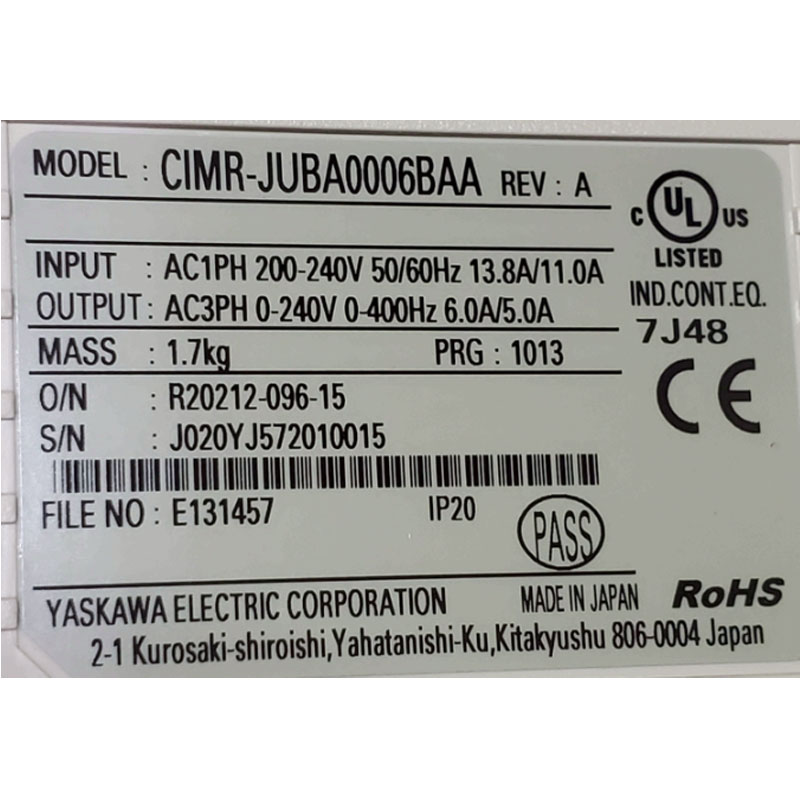 MODEL : CIMR-JUBA0006BAA REV : A
C UL US
LISTED
IND.CONT.EQ.
7J48
INPUT : AC1PH 200-240V 50/60Hz 13.8A/11.0A
OUTPUT : AC3PH 0-240V 0-400Hz 6.0A/5.0A
MASS : 1.7kg PRG : 1013
O/N : R20212-096-15
S/N : J020YJ572010015
CE
FILE NO : E131457 IP20
PASS
YASKAWA ELECTRIC CORPORATION MADE IN JAPAN RoHS
2-1 Kurosaki-shiroishi,Yahatanishi-Ku,Kitakyushu 806-0004 Japan